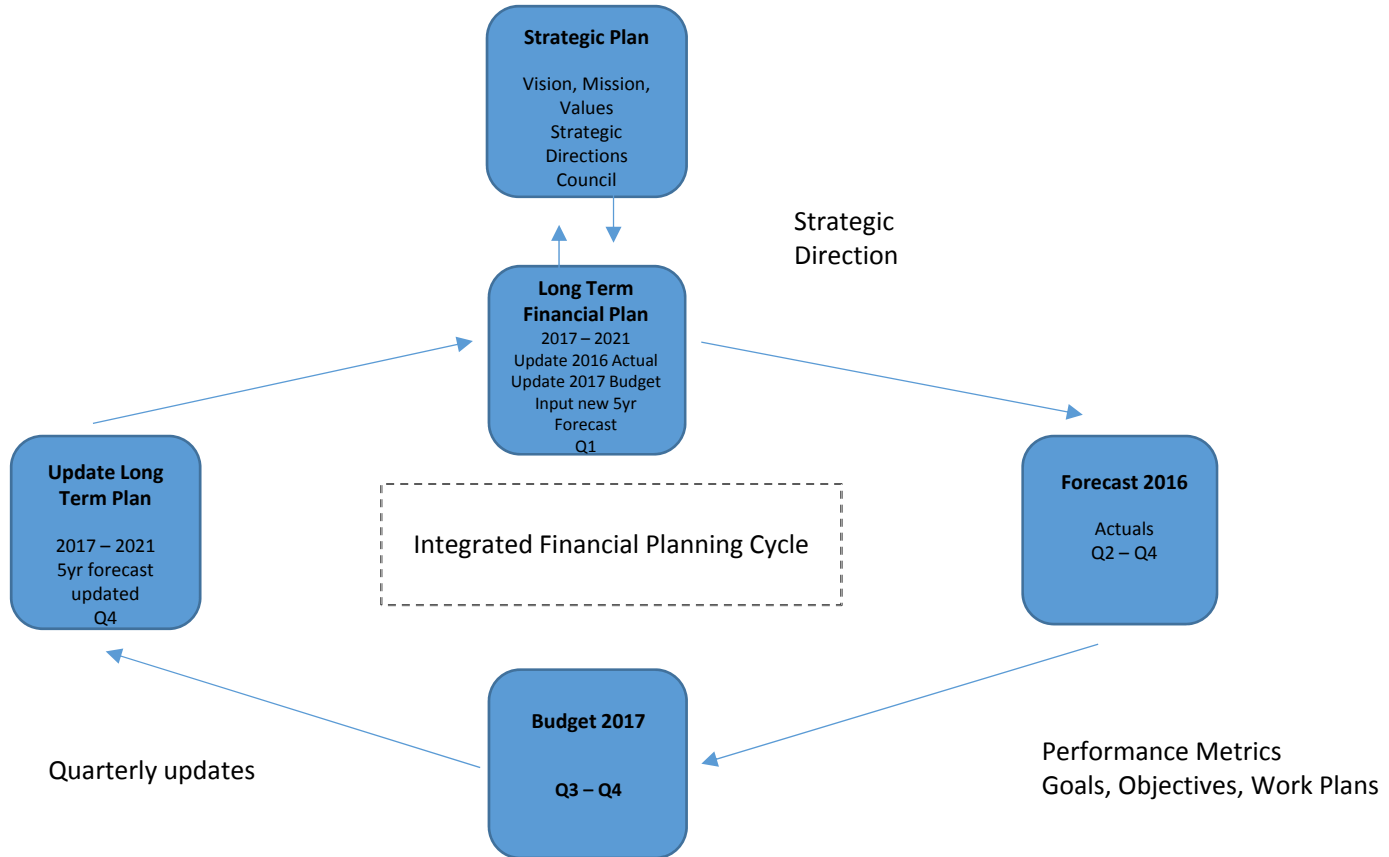 Strategic Plan
Vision, Mission,
Values
Strategic
Directions
Council
Strategic
Direction
Long Term
Financial Plan
2017 – 2021
Update 2016 Actual
Update 2017 Budget
Input new 5yr
Forecast
Q1
Update Long
Term Plan
2017 – 2021
5yr forecast
updated
Q4
Integrated Financial Planning Cycle
Forecast 2016
Actuals
Q2 – Q4
Budget 2017
Q3 – Q4
Quarterly updates
Performance Metrics
Goals, Objectives, Work Plans